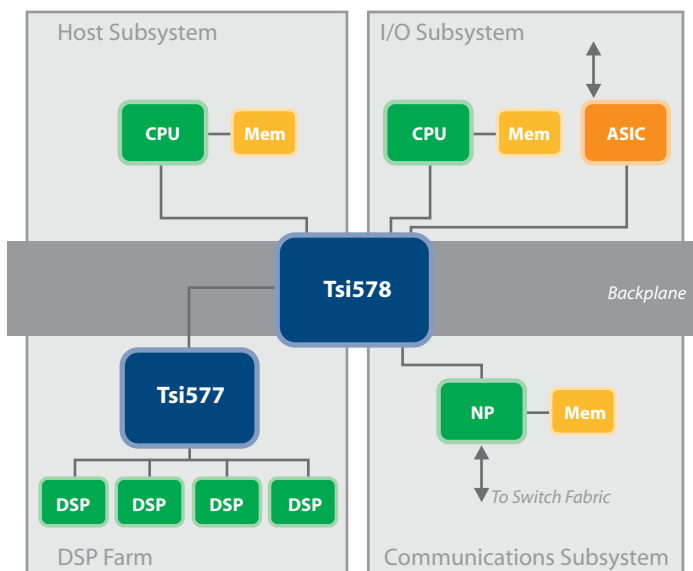 Host Subsystem
I/O Subsystem
CPU
Mem
CPU
Mem
ASIC
Tsi578
Backplane
Tsi577
NP
Mem
DSP
DSP
DSP
DSP
To Switch Fabric
DSP Farm
Communications Subsystem